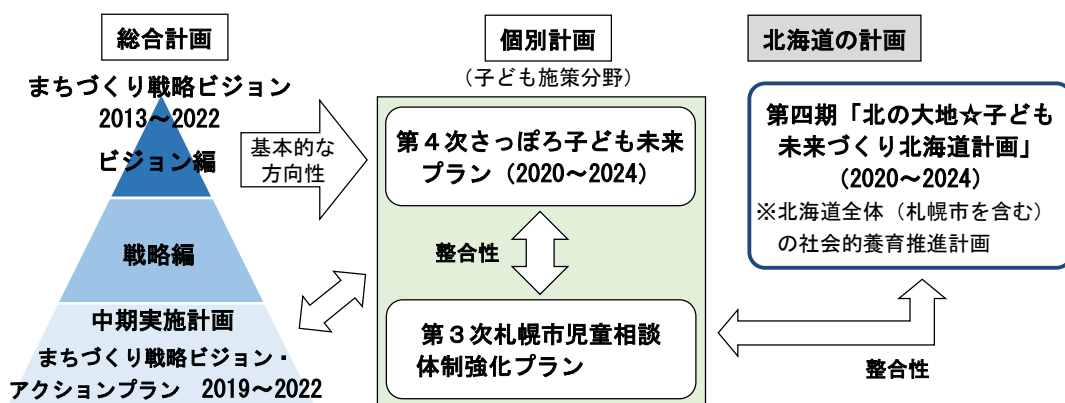 総合計画
まちづくり戦略ビジョン
2013～2022
ビジョン編
戦略編
中期実施計画
まちづくり戦略ビジョン・
アクションプラン 2019～2022
基本的な
方向性
個別計画
（子ども施策分野）
第４次さっぽろ子ども未来
プラン（2020～2024）
整合性
第３次札幌市児童相談
体制強化プラン
北海道の計画
第四期「北の大地☆子ども
未来づくり北海道計画」
（2020～2024）
※北海道全体（札幌市を含む）
の社会的養育推進計画
整合性